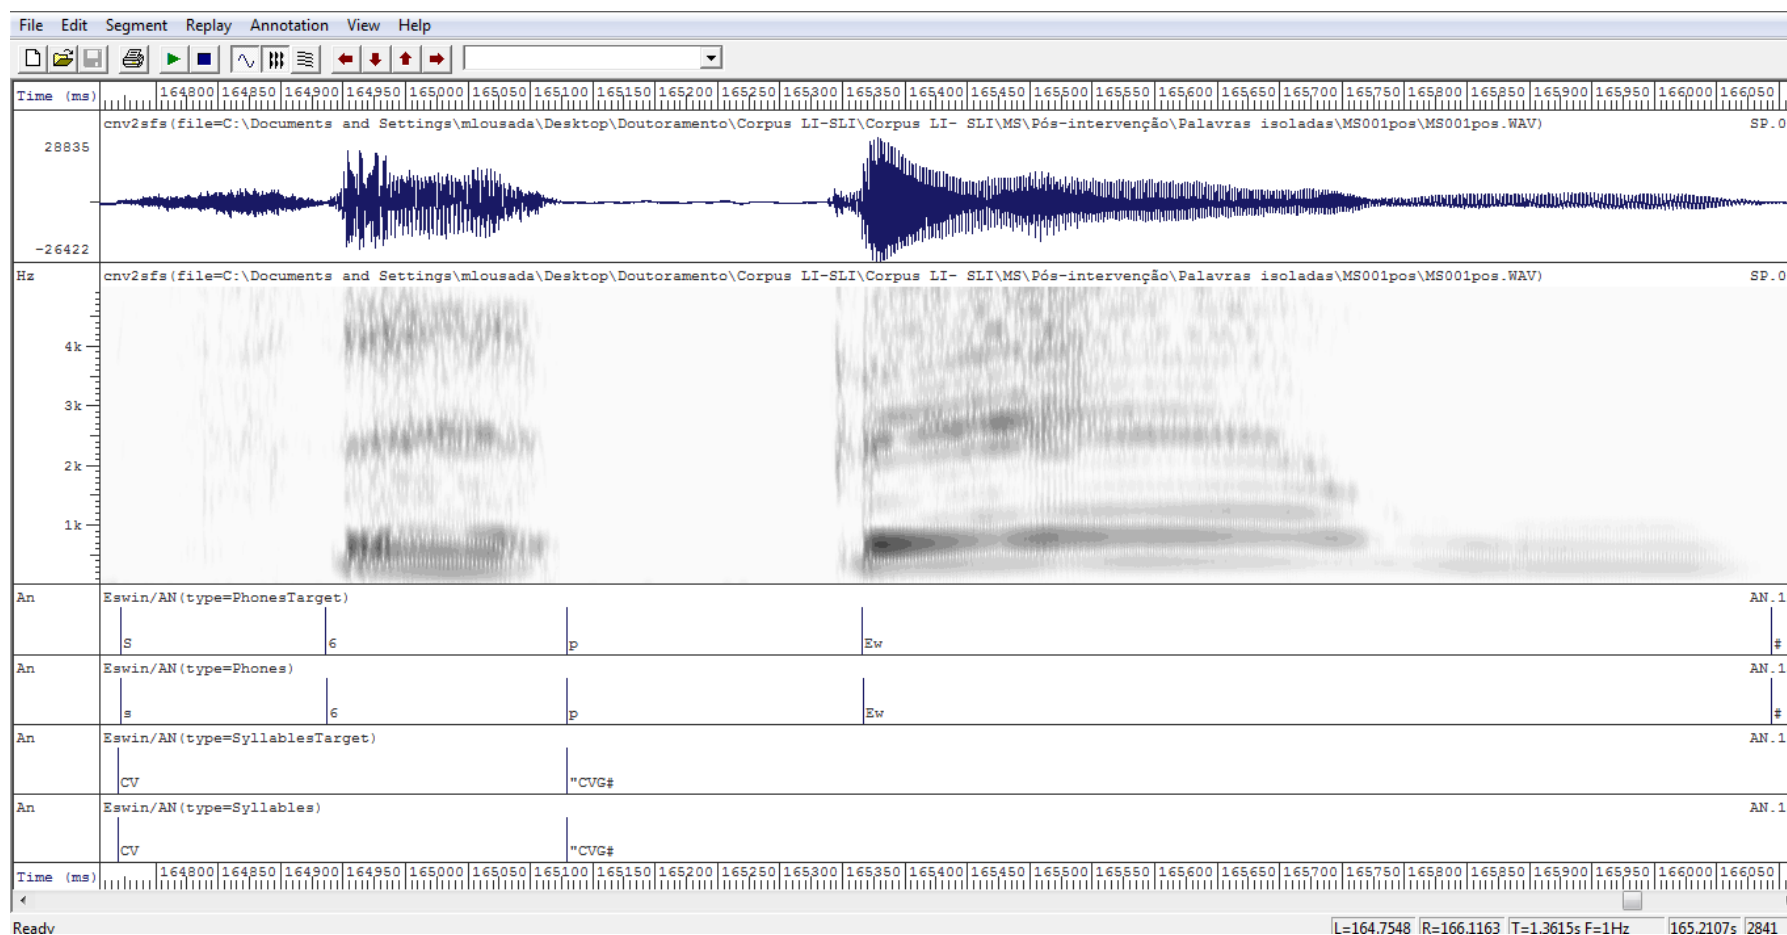 File Edit Segment Replay Annotation View Help
Time (ms) 164800 164850 164900 164950 165000 165050 165100 165150 165200 165250 165300 165350 165400 165450 165500 165550 165600 165650 165700 165750 165800 165850 165900 165950 166000 166050
cnv2sfs(file=C:\Documents and Settings\mlousada\Desktop\Doutoramento\Corpus LI-SLI\Corpus LI- SLI\MS\Pós-intervenção\Palavras isoladas\MS001pos\MS001pos.WAV) SP.0
28835
-26422
Hz cnv2sfs(file=C:\Documents and Settings\mlousada\Desktop\Doutoramento\Corpus LI-SLI\Corpus LI- SLI\MS\Pós-intervenção\Palavras isoladas\MS001pos\MS001pos.WAV) SP.0
4k
3k
2k
1k
An Eswin/AN(type=PhonesTarget) AN.1
S 6 p Ew #
An Eswin/AN(type=Phones) AN.1
s 6 p Ew #
An Eswin/AN(type=SyllablesTarget) AN.1
CV "CVG#
An Eswin/AN(type=Syllables) AN.1
CV "CVG#
Time (ms) 164800 164850 164900 164950 165000 165050 165100 165150 165200 165250 165300 165350 165400 165450 165500 165550 165600 165650 165700 165750 165800 165850 165900 165950 166000 166050
Ready L=164.7548 R=166.1163 T=1.3615s F=1Hz 165.2107s 2841